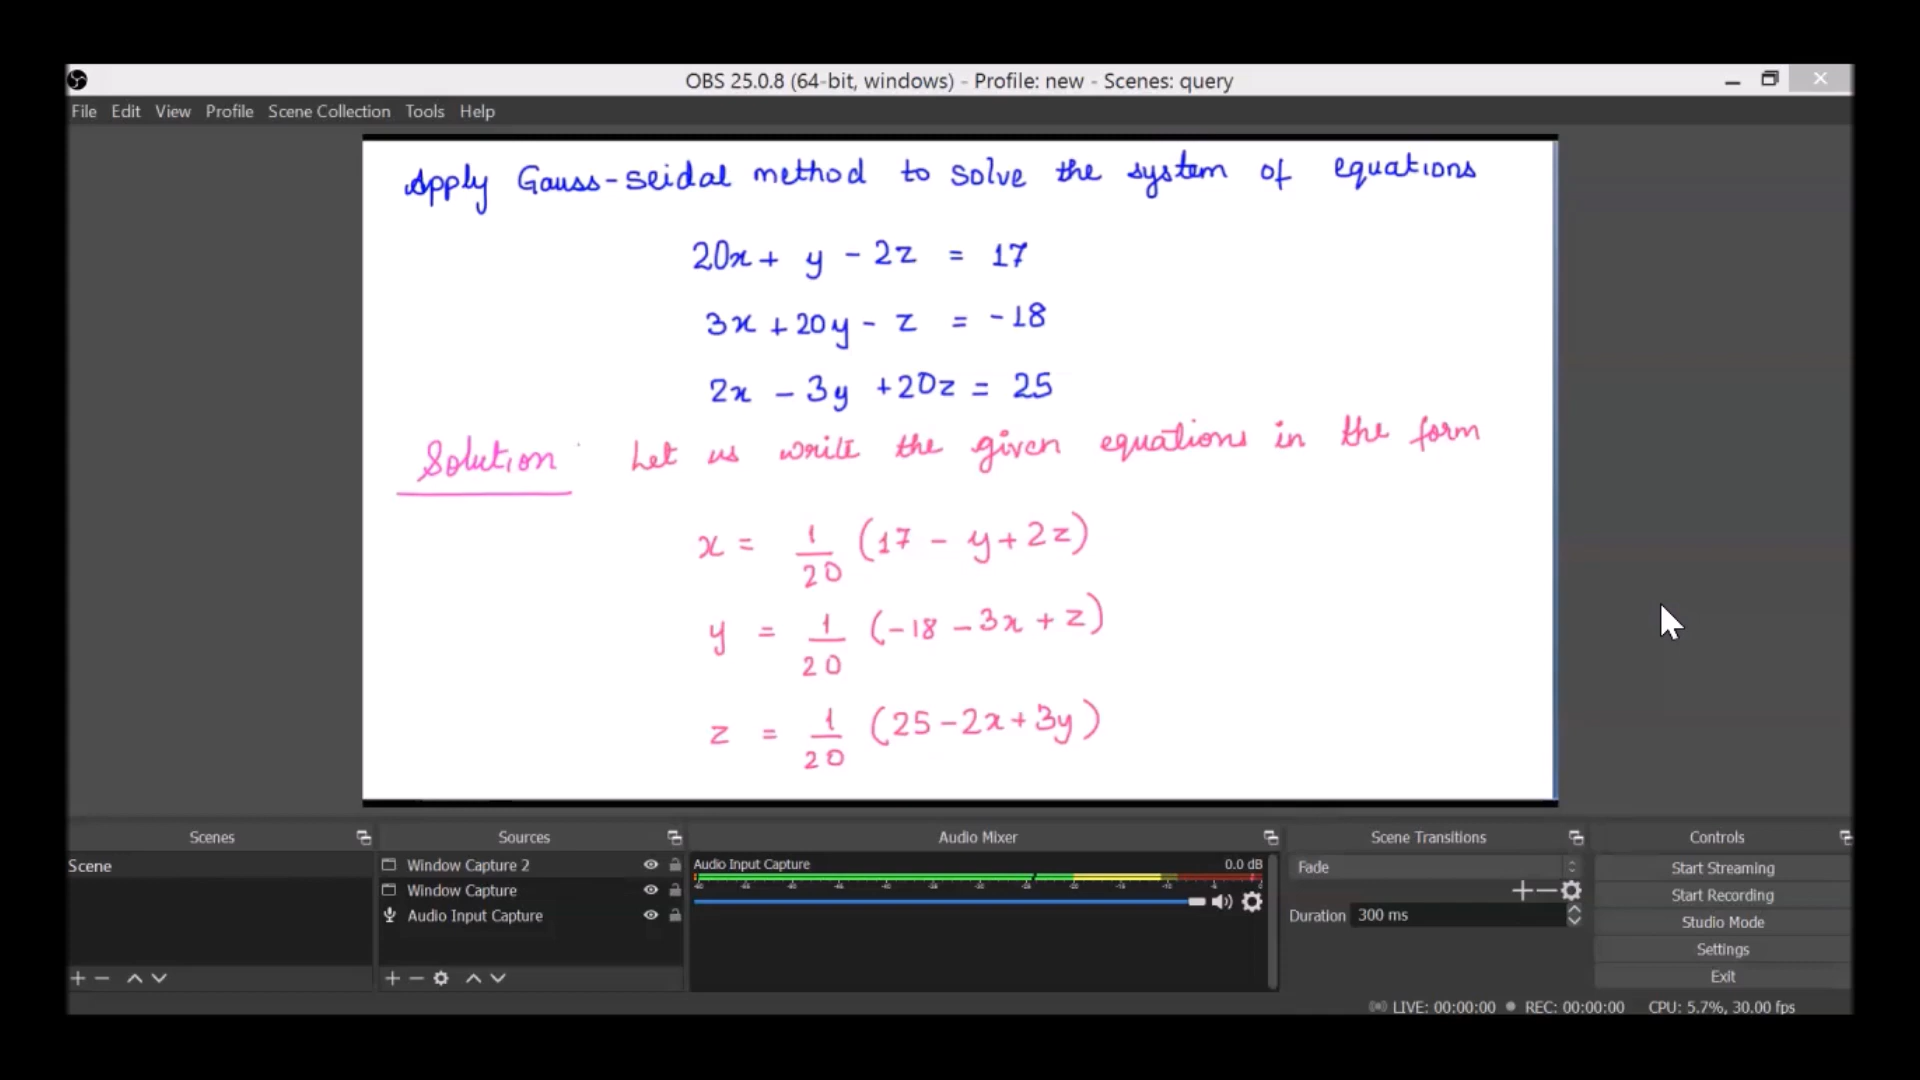 OBS 25.0.8 (64-bit, windows) - Profile: new - Scenes: query
File Edit View Profile Scene Collection Tools Help
Apply Gauss-seidal method to solve the system of equations
20x + y - 2z = 17
3x + 20y - z = -18
2x - 3y + 20z = 25
Solution Let us write the given equations in the form
x = 1/20 (17 - y + 2z)
y = 1/20 (-18 - 3x + z)
z = 1/20 (25 - 2x + 3y)
Scenes Sources Audio Mixer Scene Transitions Controls
Scene
Window Capture 2
Window Capture
Audio Input Capture
Audio Input Capture 0.0 dB
Fade
Duration 300 ms
Start Streaming
Start Recording
Studio Mode
Settings
Exit
LIVE: 00:00:00 REC: 00:00:00 CPU: 5.7%, 30.00 fps